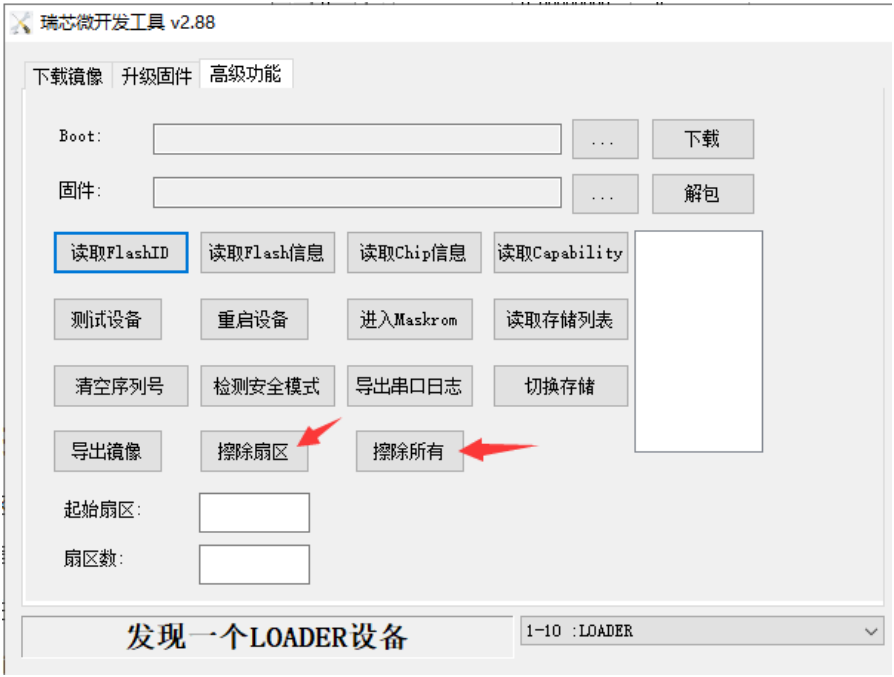 瑞芯微开发工具 v2.88
下载镜像 升级固件 高级功能
Boot: ... 下载
固件: ... 解包
读取FlashID 读取Flash信息 读取Chip信息 读取Capability
测试设备 重启设备 进入Maskrom 读取存储列表
清空序列号 检测安全模式 导出串口日志 切换存储
导出镜像 擦除扇区 擦除所有
起始扇区:
扇区数:
发现一个LOADER设备 1-10 :LOADER